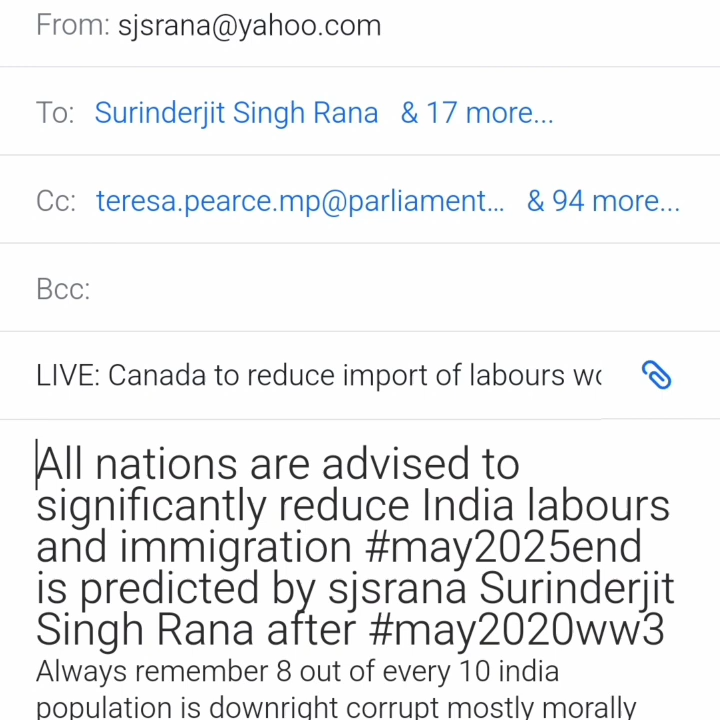 From: sjsrana@yahoo.com
To: Surinderjit Singh Rana & 17 more...
Cc: teresa.pearce.mp@parliament... & 94 more...
Bcc:
LIVE: Canada to reduce import of labours wo
All nations are advised to
significantly reduce India labours
and immigration #may2025end
is predicted by sjsrana Surinderjit
Singh Rana after #may2020ww3
Always remember 8 out of every 10 india
population is downright corrupt mostly morally